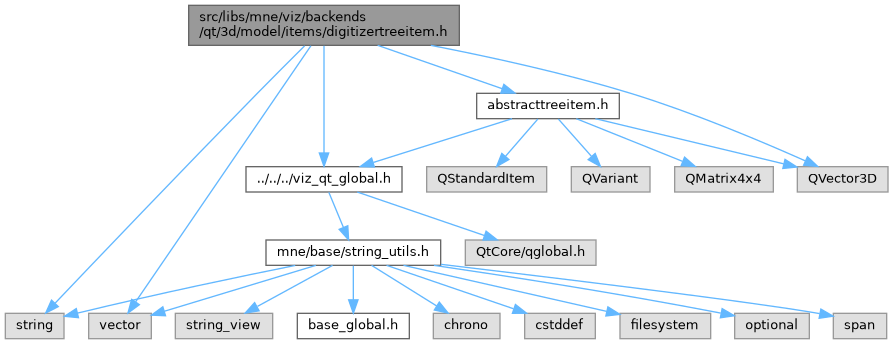 src/libs/mne/viz/backends
/qt/3d/model/items/digitizertreeitem.h
abstracttreeitem.h
../../../viz_qt_global.h
QStandardItem
QVariant
QMatrix4x4
QVector3D
mne/base/string_utils.h
QtCore/qglobal.h
string
vector
string_view
base_global.h
chrono
cstddef
filesystem
optional
span